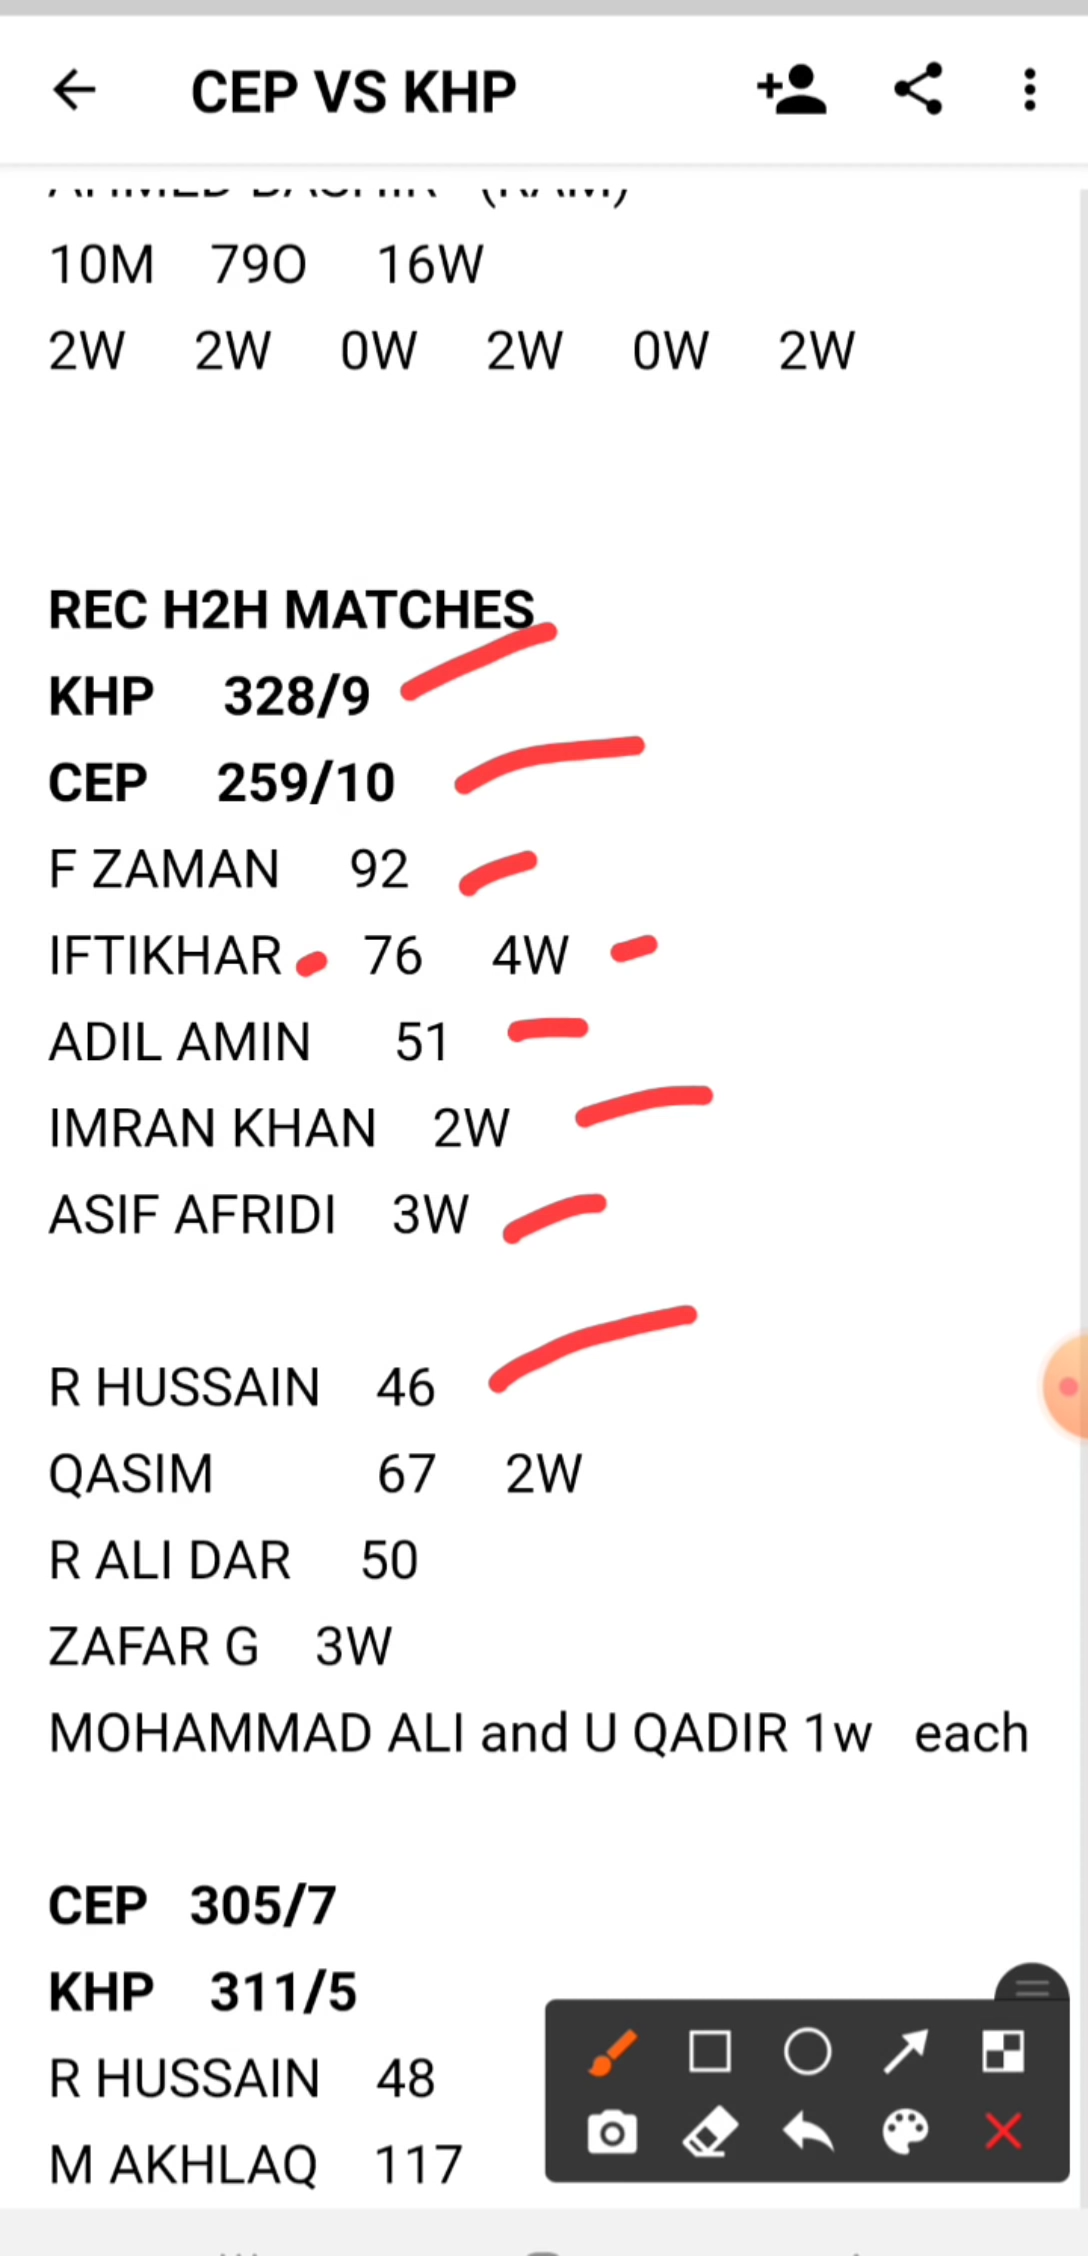 CEP VS KHP
10M 79O 16W
2W 2W 0W 2W 0W 2W
REC H2H MATCHES
KHP 328/9
CEP 259/10
F ZAMAN 92
IFTIKHAR 76 4W
ADIL AMIN 51
IMRAN KHAN 2W
ASIF AFRIDI 3W
R HUSSAIN 46
QASIM 67 2W
R ALI DAR 50
ZAFAR G 3W
MOHAMMAD ALI and U QADIR 1w each
CEP 305/7
KHP 311/5
R HUSSAIN 48
M AKHLAQ 117